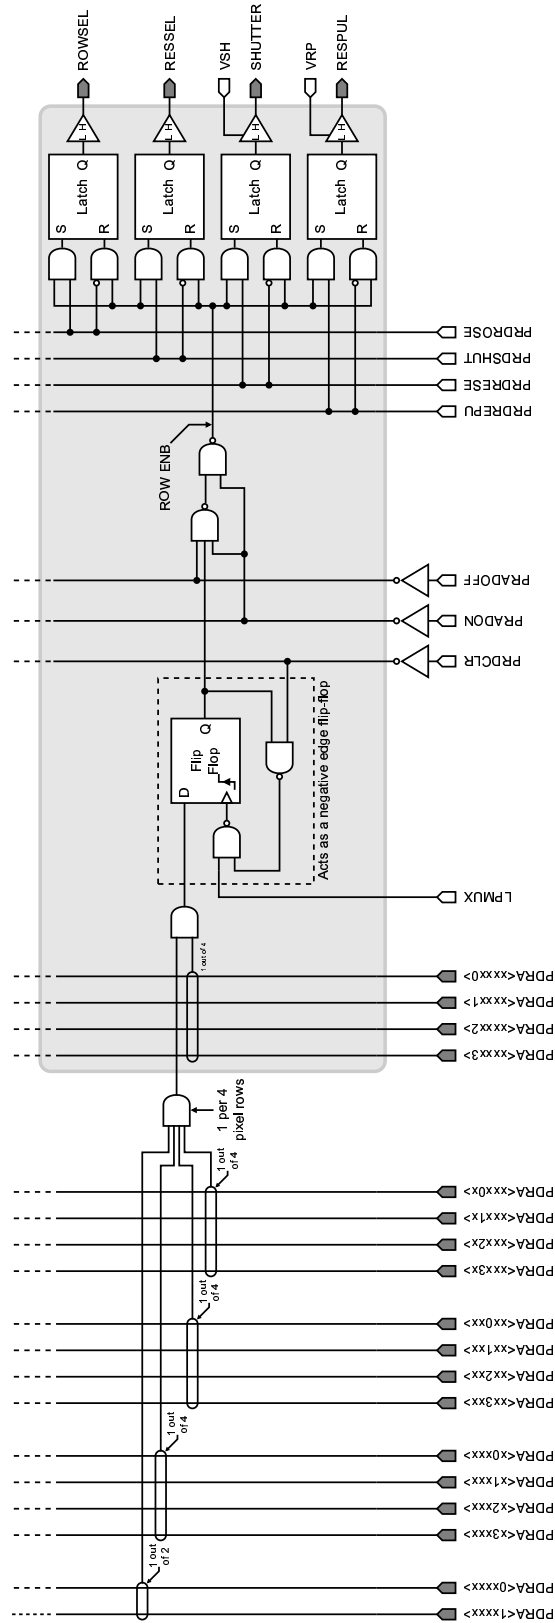 ROWSEL
RESSEL
VSH
SHUTTER
VRP
RESPUL
L H
L H
L H
L H
Latch Q
S
R
Latch Q
S
R
Latch Q
S
R
Latch Q
S
R
PRDROSE
PRDSHUT
PRDRESE
PRDREPU
ROW ENB
PRADOFF
PRADON
PRDCLR
Q
Flip
Flop
D
Acts as a negative edge flip-flop
LPMUX
1 out of 4
PDRA<xxxx0>
PDRA<xxxx1>
PDRA<xxxx2>
PDRA<xxxx3>
1 per 4
pixel rows
1 out
of 4
PDRA<xxx0x>
PDRA<xxx1x>
PDRA<xxx2x>
PDRA<xxx3x>
1 out
of 4
PDRA<xx0xx>
PDRA<xx1xx>
PDRA<xx2xx>
PDRA<xx3xx>
1 out
of 4
PDRA<x0xxx>
PDRA<x1xxx>
PDRA<x2xxx>
PDRA<x3xxx>
1 out
of 2
PDRA<0xxxx>
PDRA<1xxxx>